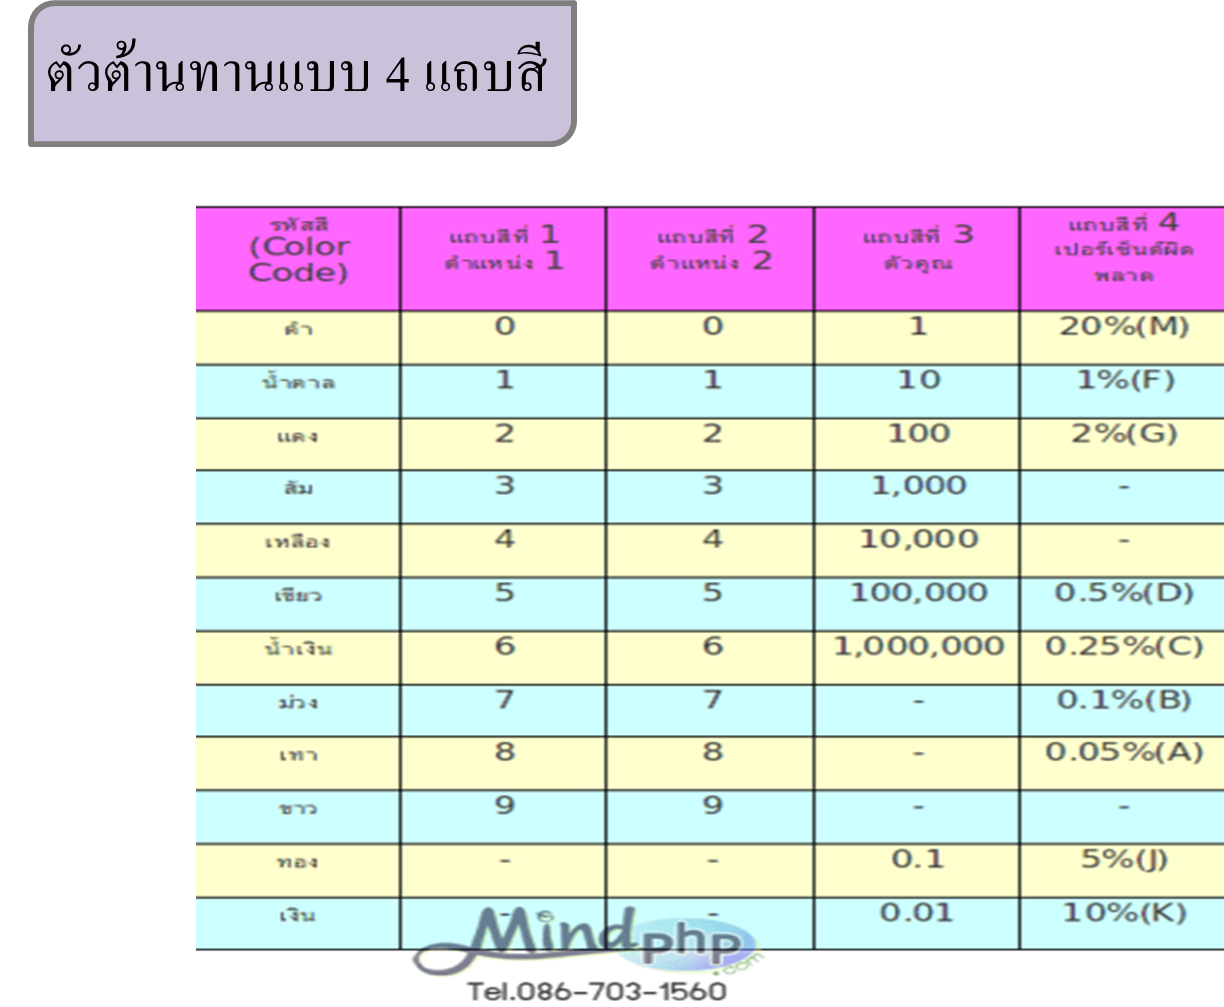 ตัวต้านทานแบบ 4 แถบสี
รหัสสี
(Color
Code)
แถบสีที่ 1
ตำแหน่ง 1
แถบสีที่ 2
ตำแหน่ง 2
แถบสีที่ 3
ตัวคูณ
แถบสีที่ 4
เปอร์เซ็นต์ผิด
พลาด
ดำ 0 0 1 20%(M)
น้ำตาล 1 1 10 1%(F)
แดง 2 2 100 2%(G)
ส้ม 3 3 1,000 -
เหลือง 4 4 10,000 -
เขียว 5 5 100,000 0.5%(D)
น้ำเงิน 6 6 1,000,000 0.25%(C)
ม่วง 7 7 - 0.1%(B)
เทา 8 8 - 0.05%(A)
ขาว 9 9 - -
ทอง - - 0.1 5%(J)
เงิน - - 0.01 10%(K)
Mindphp
.com
Tel.086-703-1560